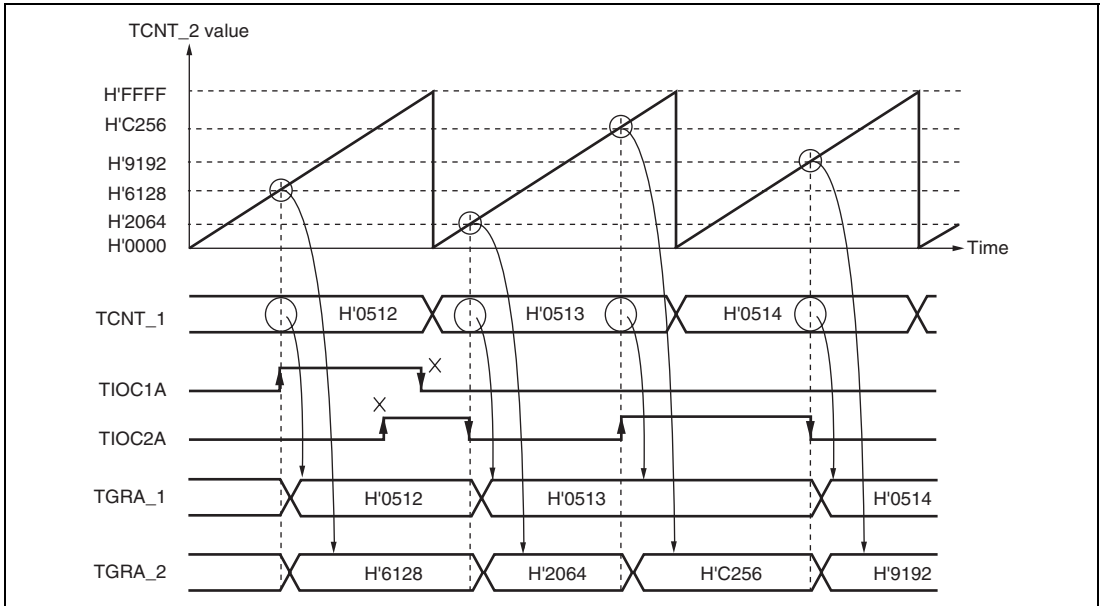 TCNT_2 value
H'FFFF
H'C256
H'9192
H'6128
H'2064
H'0000
Time
TCNT_1
H'0512
H'0513
H'0514
TIOC1A
TIOC2A
TGRA_1
H'0512
H'0513
H'0514
TGRA_2
H'6128
H'2064
H'C256
H'9192